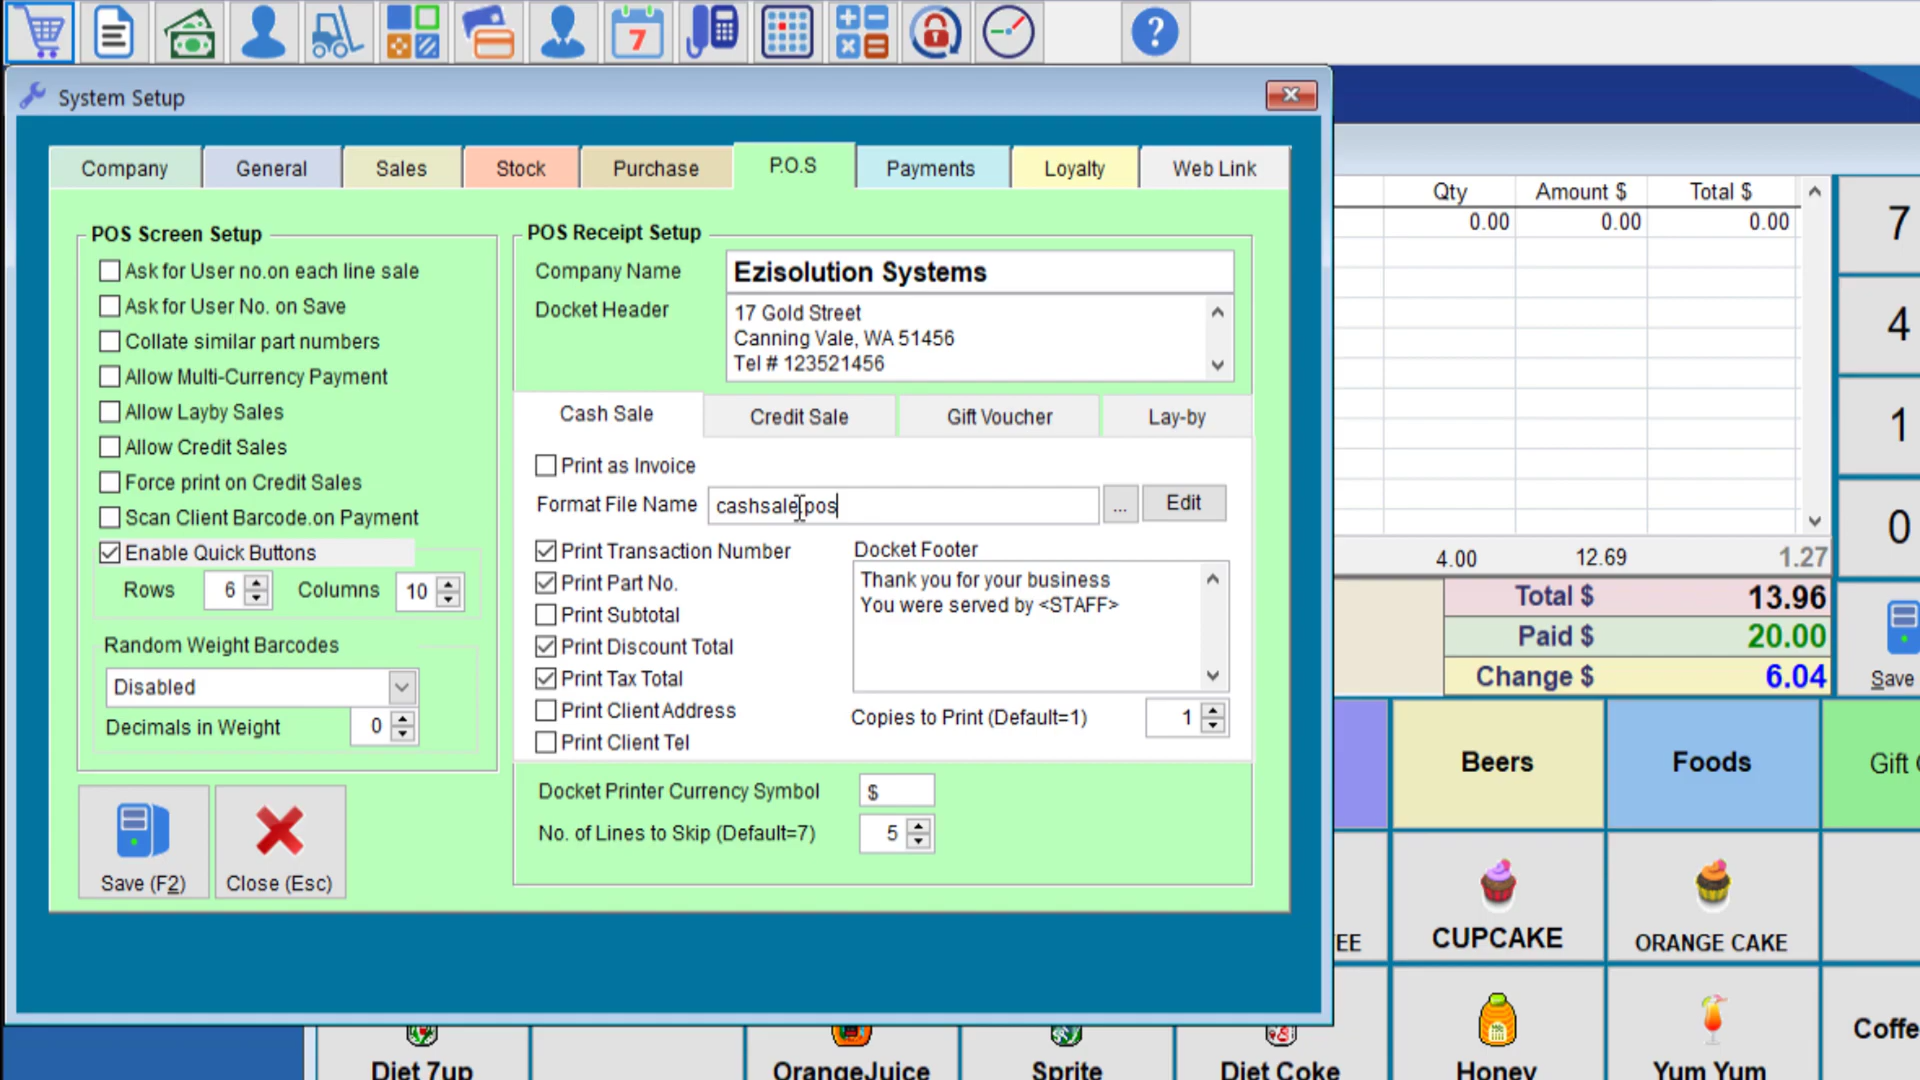 7
?
System Setup
Company
General
Sales
Stock
Purchase
P.O.S
Payments
Loyalty
Web Link
POS Screen Setup
Ask for User no.on each line sale
Ask for User No. on Save
Collate similar part numbers
Allow Multi-Currency Payment
Allow Layby Sales
Allow Credit Sales
Force print on Credit Sales
Scan Client Barcode.on Payment
Enable Quick Buttons
Rows 6 Columns 10
Random Weight Barcodes
Disabled
Decimals in Weight 0
Save (F2)
Close (Esc)
POS Receipt Setup
Company Name Ezisolution Systems
Docket Header
17 Gold Street
Canning Vale, WA 51456
Tel # 123521456
Cash Sale
Credit Sale
Gift Voucher
Lay-by
Print as Invoice
Format File Name cashsale.pos ... Edit
Print Transaction Number
Print Part No.
Print Subtotal
Print Discount Total
Print Tax Total
Print Client Address
Print Client Tel
Docket Footer
Thank you for your business
You were served by <STAFF>
Copies to Print (Default=1) 1
Docket Printer Currency Symbol $
No. of Lines to Skip (Default=7) 5
Qty Amount $ Total $
0.00 0.00 0.00
4.00 12.69 1.27
Total $ 13.96
Paid $ 20.00
Change $ 6.04
7
4
1
0
Save
Beers
Foods
Gift
EE
CUPCAKE
ORANGE CAKE
Diet 7up
OrangeJuice
Sprite
Diet Coke
Honey
Yum Yum
Coffe